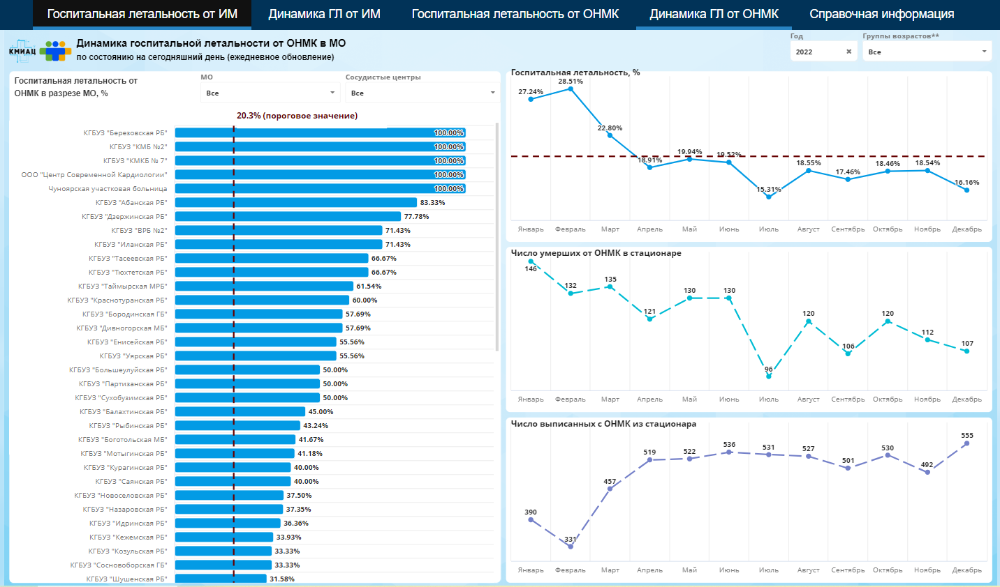 Госпитальная летальность от ИМ
Динамика ГЛ от ИМ
Госпитальная летальность от ОНМК
Динамика ГЛ от ОНМК
Справочная информация
КМИАЦ
Динамика госпитальной летальности от ОНМК в МО
по состоянию на сегодняшний день (ежедневное обновление)
Год
2022
Группы возрастов**
Все
Госпитальная летальность от
ОНМК в разрезе МО, %
МО
Все
Сосудистые центры
Все
20.3% (пороговое значение)
КГБУЗ "Березовская РБ" 100.00%
КГБУЗ "КМБ №2" 100.00%
КГБУЗ "КМКБ № 7" 100.00%
ООО "Центр Современной Кардиологии" 100.00%
Чуноярская участковая больница 100.00%
КГБУЗ "Абанская РБ" 83.33%
КГБУЗ "Дзержинская РБ" 77.78%
КГБУЗ "ВРБ №2" 71.43%
КГБУЗ "Иланская РБ" 71.43%
КГБУЗ "Тасеевская РБ" 66.67%
КГБУЗ "Тюхтетская РБ" 66.67%
КГБУЗ "Таймырская МРБ" 61.54%
КГБУЗ "Краснотуранская РБ" 60.00%
КГБУЗ "Бородинская ГБ" 57.69%
КГБУЗ "Дивногорская МБ" 57.69%
КГБУЗ "Енисейская РБ" 55.56%
КГБУЗ "Уярская РБ" 55.56%
КГБУЗ "Большеулуйская РБ" 50.00%
КГБУЗ "Партизанская РБ" 50.00%
КГБУЗ "Сухобузимская РБ" 50.00%
КГБУЗ "Балахтинская РБ" 45.00%
КГБУЗ "Рыбинская РБ" 43.24%
КГБУЗ "Боготольская МБ" 41.67%
КГБУЗ "Мотыгинская РБ" 41.18%
КГБУЗ "Курагинская РБ" 40.00%
КГБУЗ "Саянская РБ" 40.00%
КГБУЗ "Новоселовская РБ" 37.50%
КГБУЗ "Назаровская РБ" 37.35%
КГБУЗ "Идринская РБ" 36.36%
КГБУЗ "Кежемская РБ" 33.93%
КГБУЗ "Козульская РБ" 33.33%
КГБУЗ "Сосновоборская ГБ" 33.33%
КГБУЗ "Шушенская РБ" 31.58%
Госпитальная летальность, %
27.24% 28.51% 22.80% 18.91% 19.94% 19.52% 15.31% 18.55% 17.46% 18.46% 18.54% 16.16%
Январь Февраль Март Апрель Май Июнь Июль Август Сентябрь Октябрь Ноябрь Декабрь
Число умерших от ОНМК в стационаре
146 132 135 121 130 130 96 120 106 120 112 107
Январь Февраль Март Апрель Май Июнь Июль Август Сентябрь Октябрь Ноябрь Декабрь
Число выписанных с ОНМК из стационара
390 331 457 519 522 536 531 527 501 530 492 555
Январь Февраль Март Апрель Май Июнь Июль Август Сентябрь Октябрь Ноябрь Декабрь